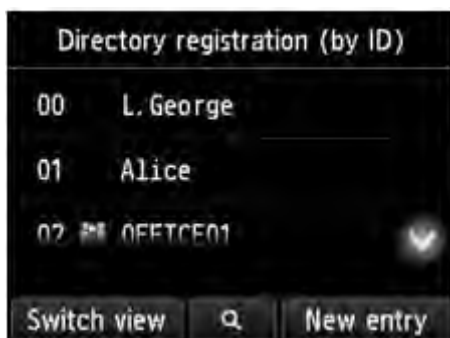 Directory registration (by ID)
00 L.George
01 Alice
02 OFFICE01
Switch view New entry